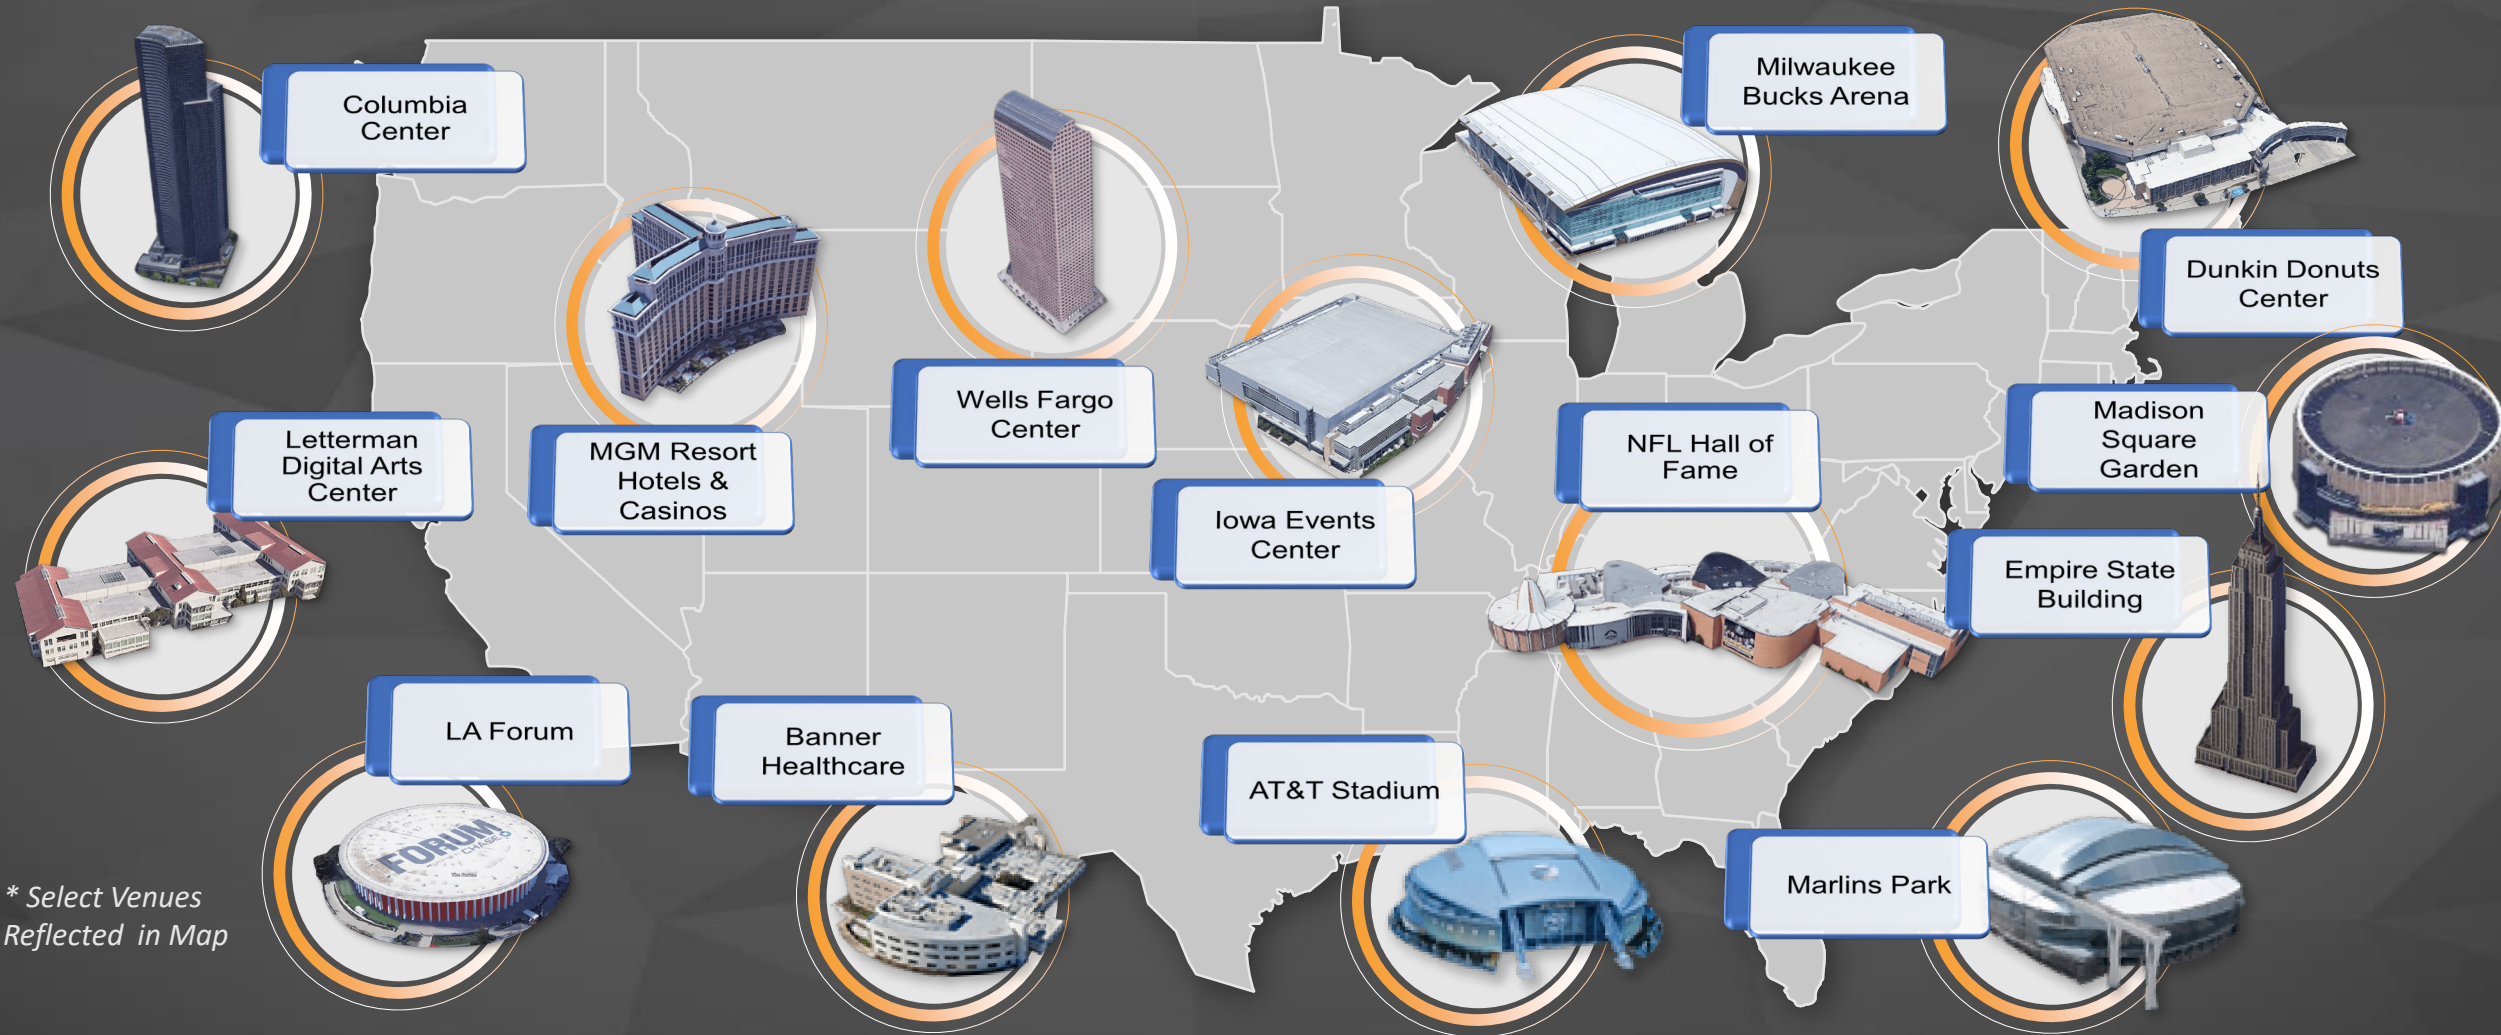 Columbia
Center
Milwaukee
Bucks Arena
Dunkin Donuts
Center
Wells Fargo
Center
Letterman
Digital Arts
Center
MGM Resort
Hotels &
Casinos
Iowa Events
Center
NFL Hall of
Fame
Madison
Square
Garden
Empire State
Building
LA Forum
Banner
Healthcare
AT&T Stadium
Marlins Park
FORUM
CHASE
* Select Venues
Reflected in Map